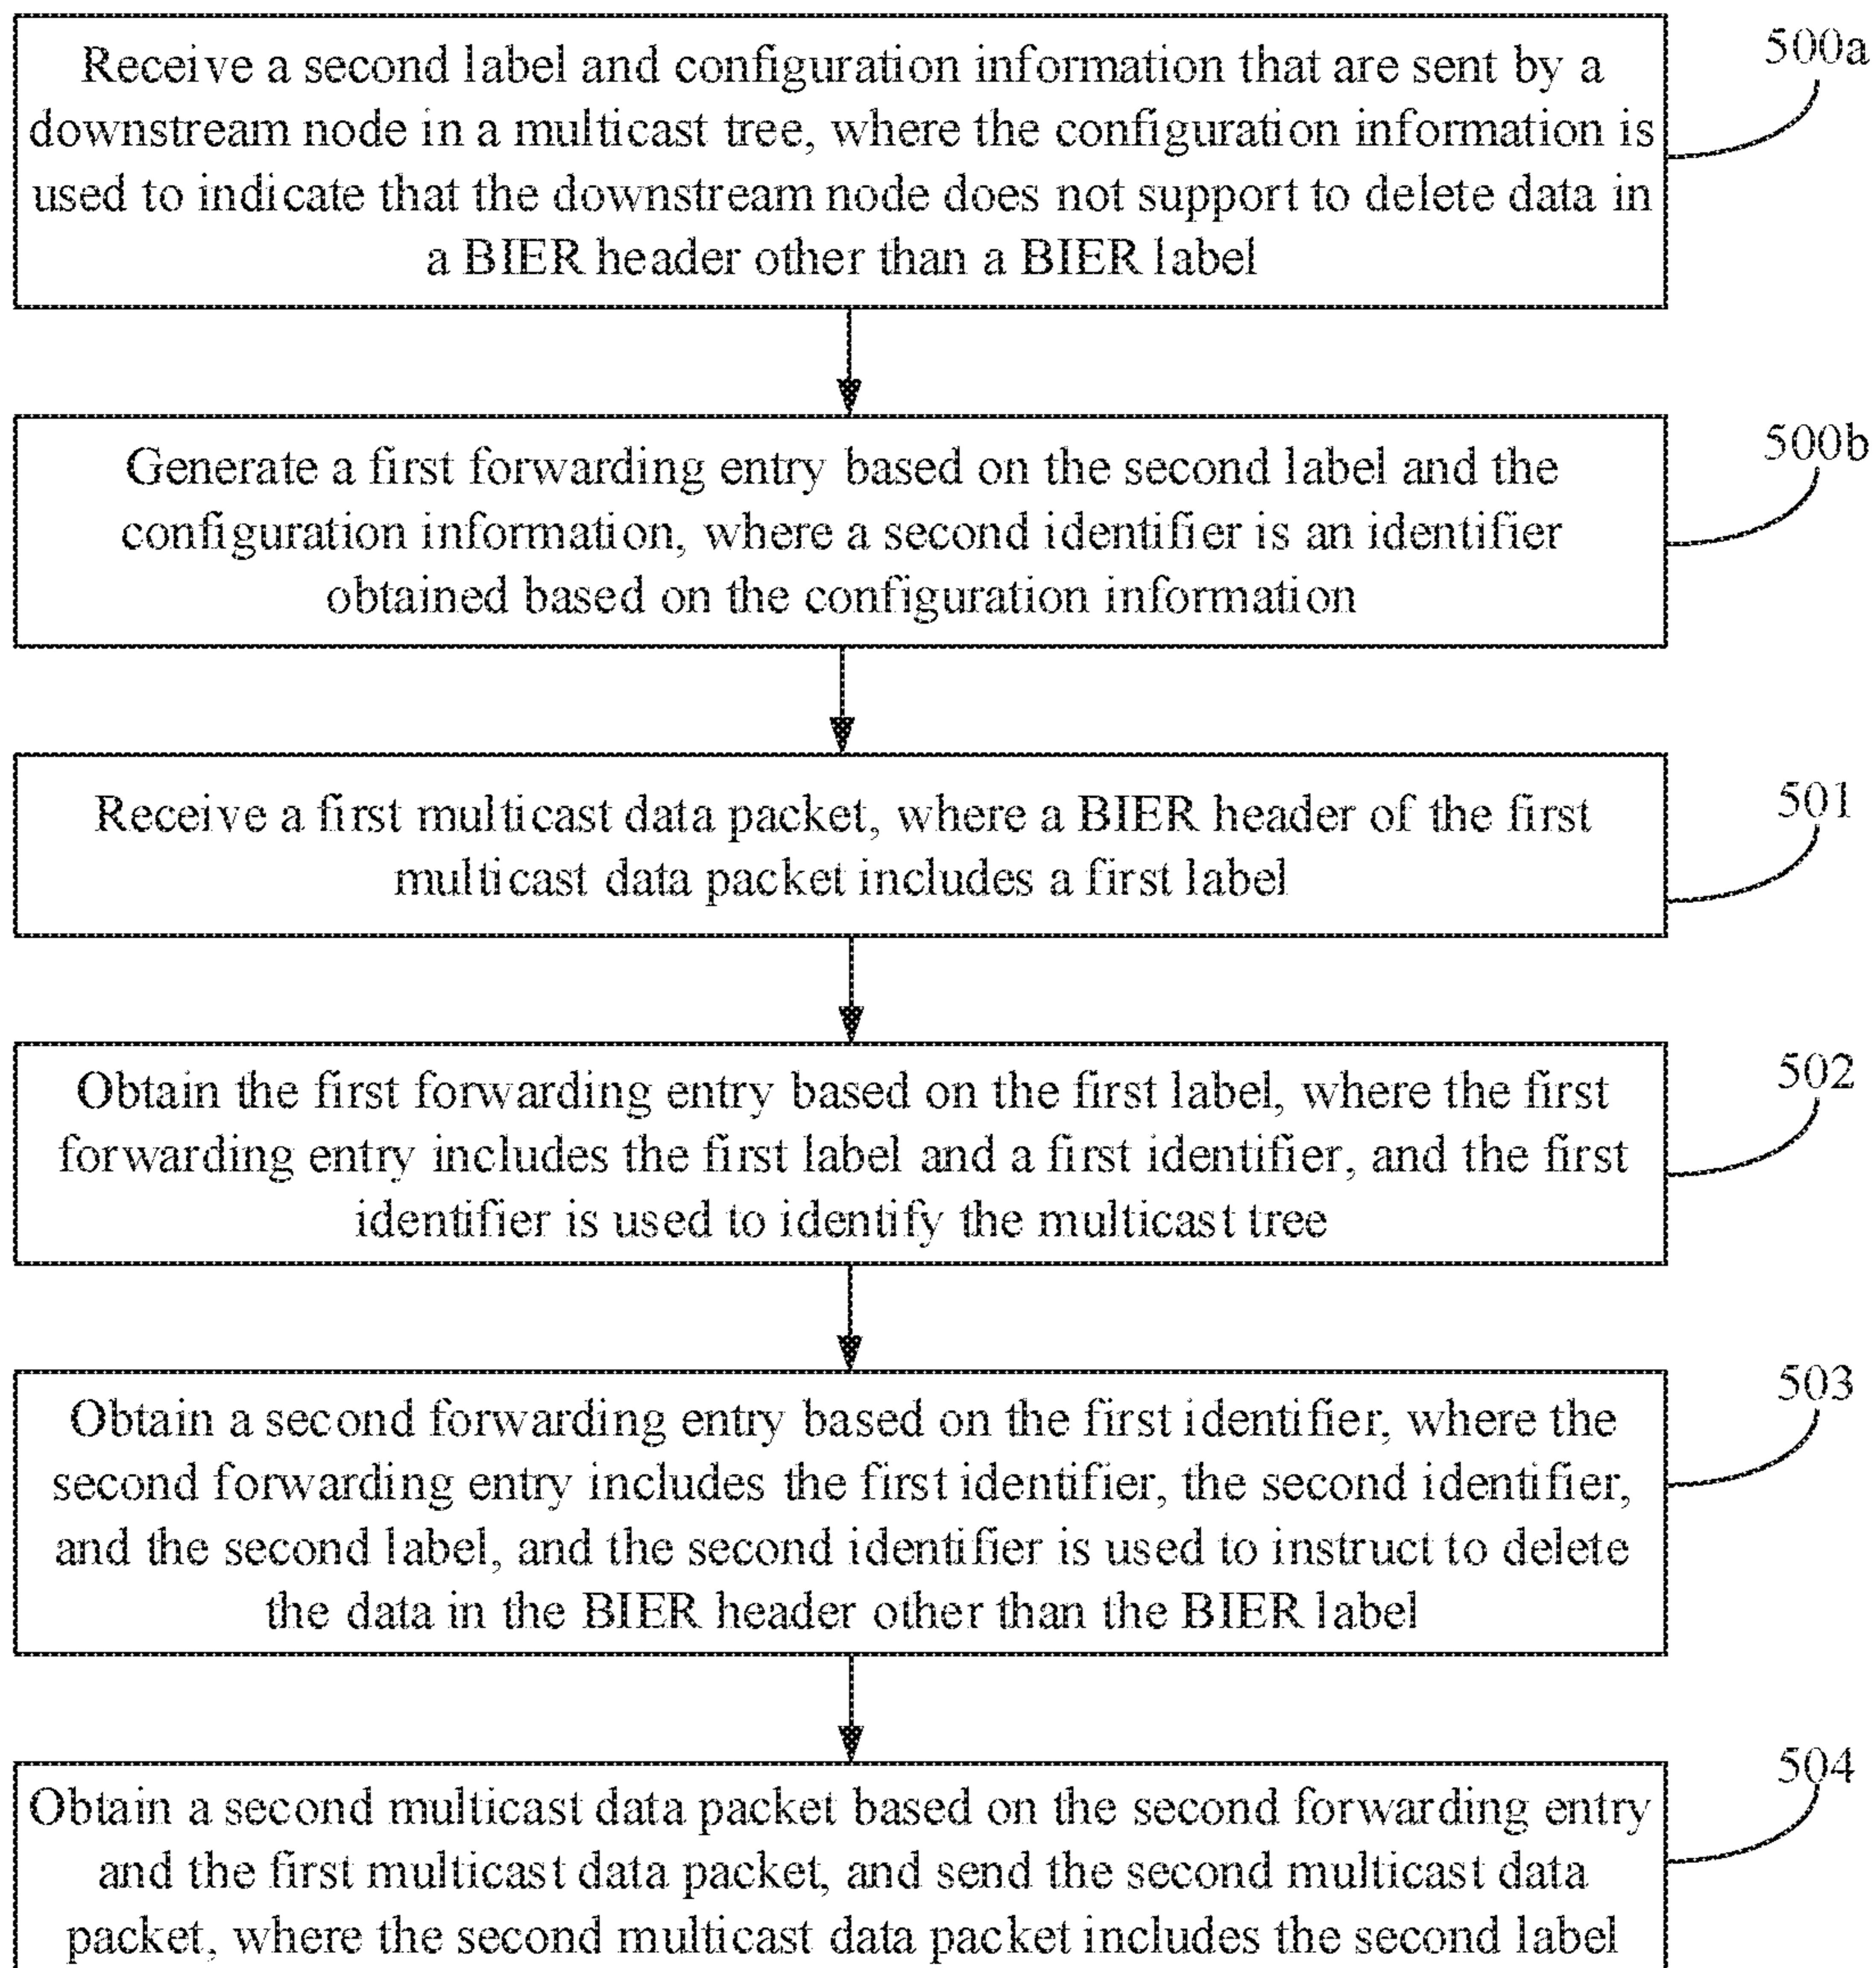 500a
Receive a second label and configuration information that are sent by a
downstream node in a multicast tree, where the configuration information is
used to indicate that the downstream node does not support to delete data in
a BIER header other than a BIER label
500b
Generate a first forwarding entry based on the second label and the
configuration information, where a second identifier is an identifier
obtained based on the configuration information
501
Receive a first multicast data packet, where a BIER header of the first
multicast data packet includes a first label
502
Obtain the first forwarding entry based on the first label, where the first
forwarding entry includes the first label and a first identifier, and the first
identifier is used to identify the multicast tree
503
Obtain a second forwarding entry based on the first identifier, where the
second forwarding entry includes the first identifier, the second identifier,
and the second label, and the second identifier is used to instruct to delete
the data in the BIER header other than the BIER label
504
Obtain a second multicast data packet based on the second forwarding entry
and the first multicast data packet, and send the second multicast data
packet, where the second multicast data packet includes the second label